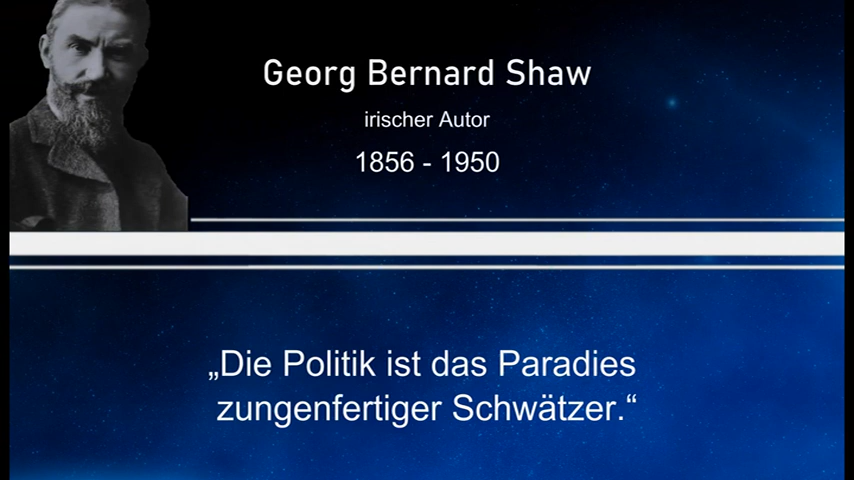 Georg Bernard Shaw
irischer Autor
1856 - 1950
„Die Politik ist das Paradies
zungenfertiger Schwätzer.“